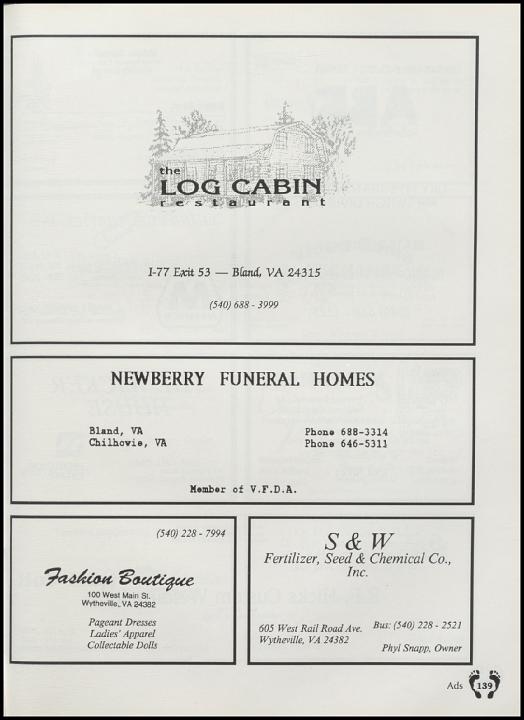 the
LOG CABIN
restaurant
I-77 Exit 53 — Bland, VA 24315
(540) 688 - 3999
NEWBERRY FUNERAL HOMES
Bland, VA Phone 688-3314
Chilhowie, VA Phone 646-5311
Member of V.F.D.A.
(540) 228 - 7994
Fashion Boutique
100 West Main St.
Wytheville, VA 24382
Pageant Dresses
Ladies' Apparel
Collectable Dolls
S & W
Fertilizer, Seed & Chemical Co.,
Inc.
605 West Rail Road Ave. Bus: (540) 228 - 2521
Wytheville, VA 24382
Phyl Snapp, Owner
Ads 139